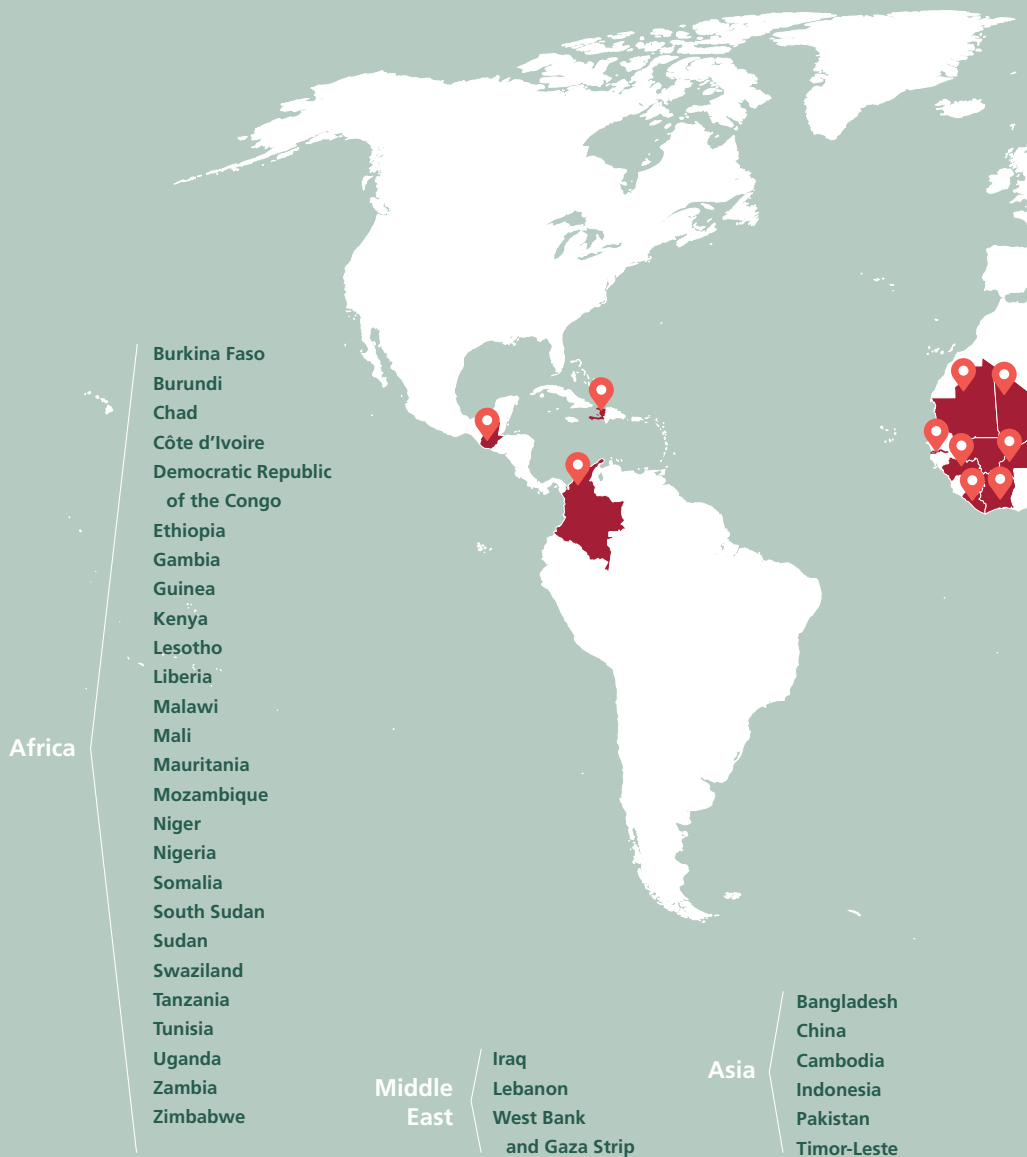 Africa
Burkina Faso
Burundi
Chad
Côte d'Ivoire
Democratic Republic
of the Congo
Ethiopia
Gambia
Guinea
Kenya
Lesotho
Liberia
Malawi
Mali
Mauritania
Mozambique
Niger
Nigeria
Somalia
South Sudan
Sudan
Swaziland
Tanzania
Tunisia
Uganda
Zambia
Zimbabwe
Middle
East
Iraq
Lebanon
West Bank
and Gaza Strip
Asia
Bangladesh
China
Cambodia
Indonesia
Pakistan
Timor-Leste